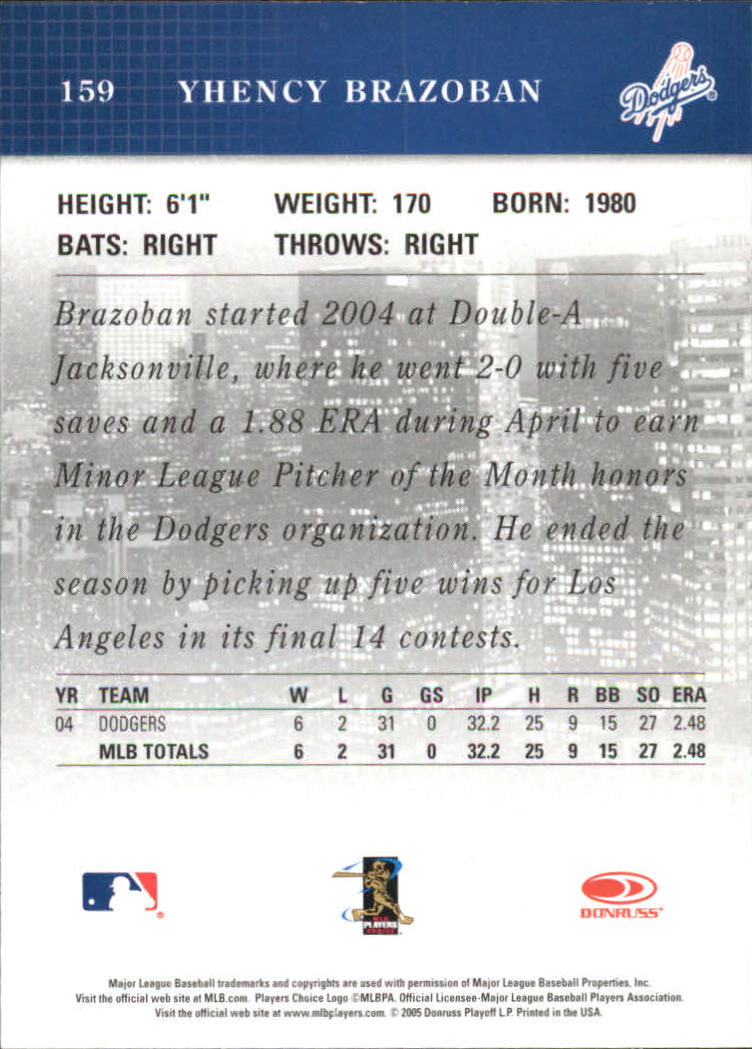 159 YHENCY BRAZOBAN
Dodgers
HEIGHT: 6'1" WEIGHT: 170 BORN: 1980
BATS: RIGHT THROWS: RIGHT
Brazoban started 2004 at Double-A
Jacksonville, where he went 2-0 with five
saves and a 1.88 ERA during April to earn
Minor League Pitcher of the Month honors
in the Dodgers organization. He ended the
season by picking up five wins for Los
Angeles in its final 14 contests.
YR TEAM W L G GS IP H R BB SO ERA
04 DODGERS 6 2 31 0 32.2 25 9 15 27 2.48
MLB TOTALS 6 2 31 0 32.2 25 9 15 27 2.48
PLAYERS
CHOICE
DONRUSS
Major League Baseball trademarks and copyrights are used with permission of Major League Baseball Properties, Inc.
Visit the official web site at MLB.com. Players Choice Logo ©MLBPA. Official Licensee-Major League Baseball Players Association.
Visit the official web site at www.mlbplayers.com. © 2005 Donruss Playoff L.P. Printed in the USA.